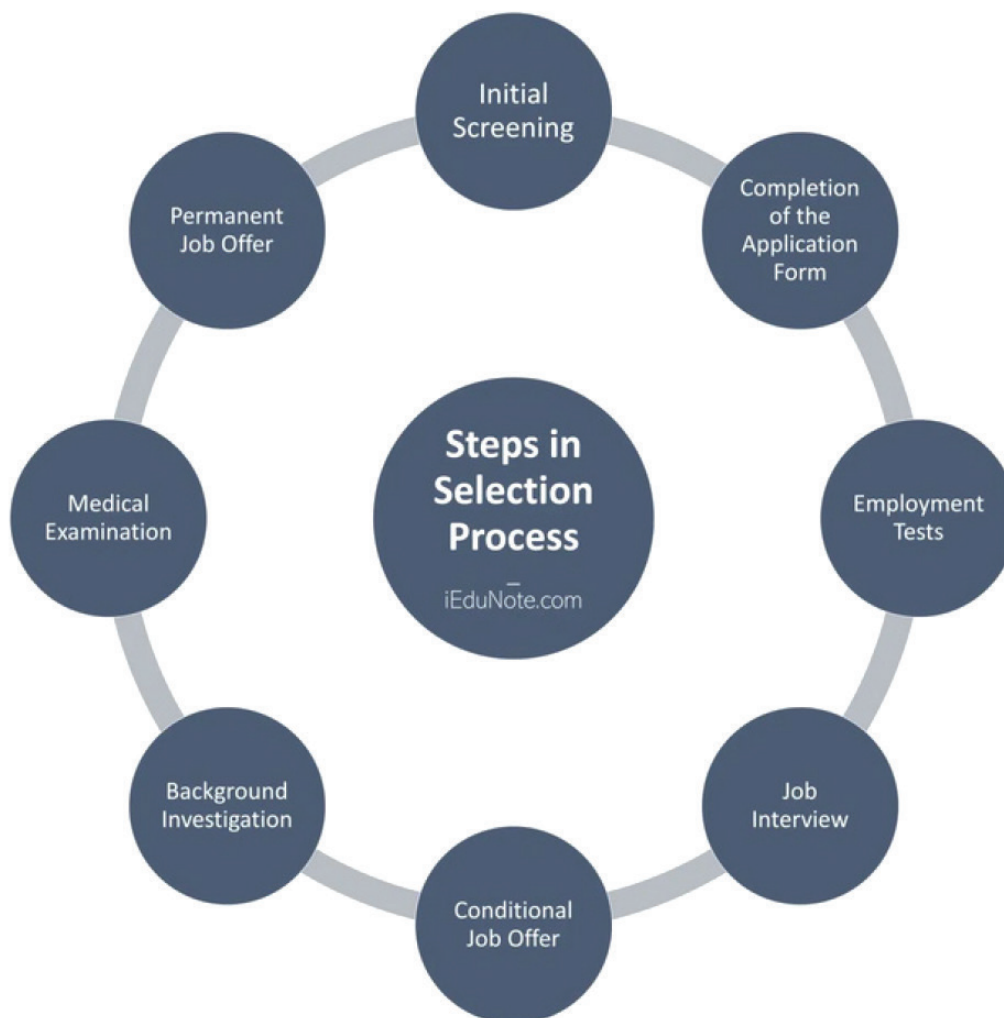 Initial
Screening
Completion
of the
Application
Form
Employment
Tests
Job
Interview
Conditional
Job Offer
Background
Investigation
Medical
Examination
Permanent
Job Offer
Steps in
Selection
Process
–
iEduNote.com